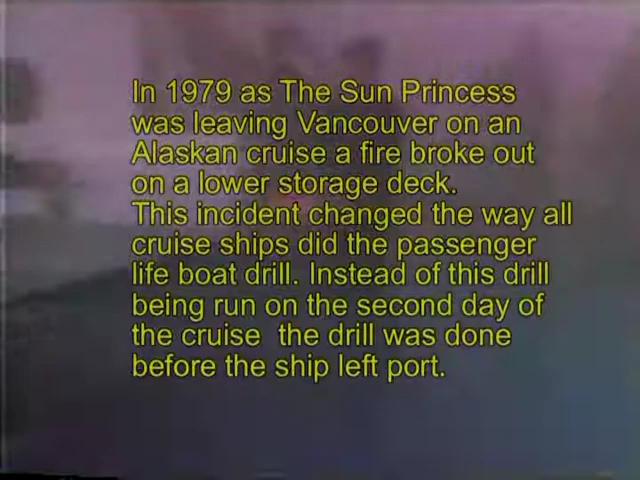 In 1979 as The Sun Princess
was leaving Vancouver on an
Alaskan cruise a fire broke out
on a lower storage deck.
This incident changed the way all
cruise ships did the passenger
life boat drill. Instead of this drill
being run on the second day of
the cruise  the drill was done
before the ship left port.